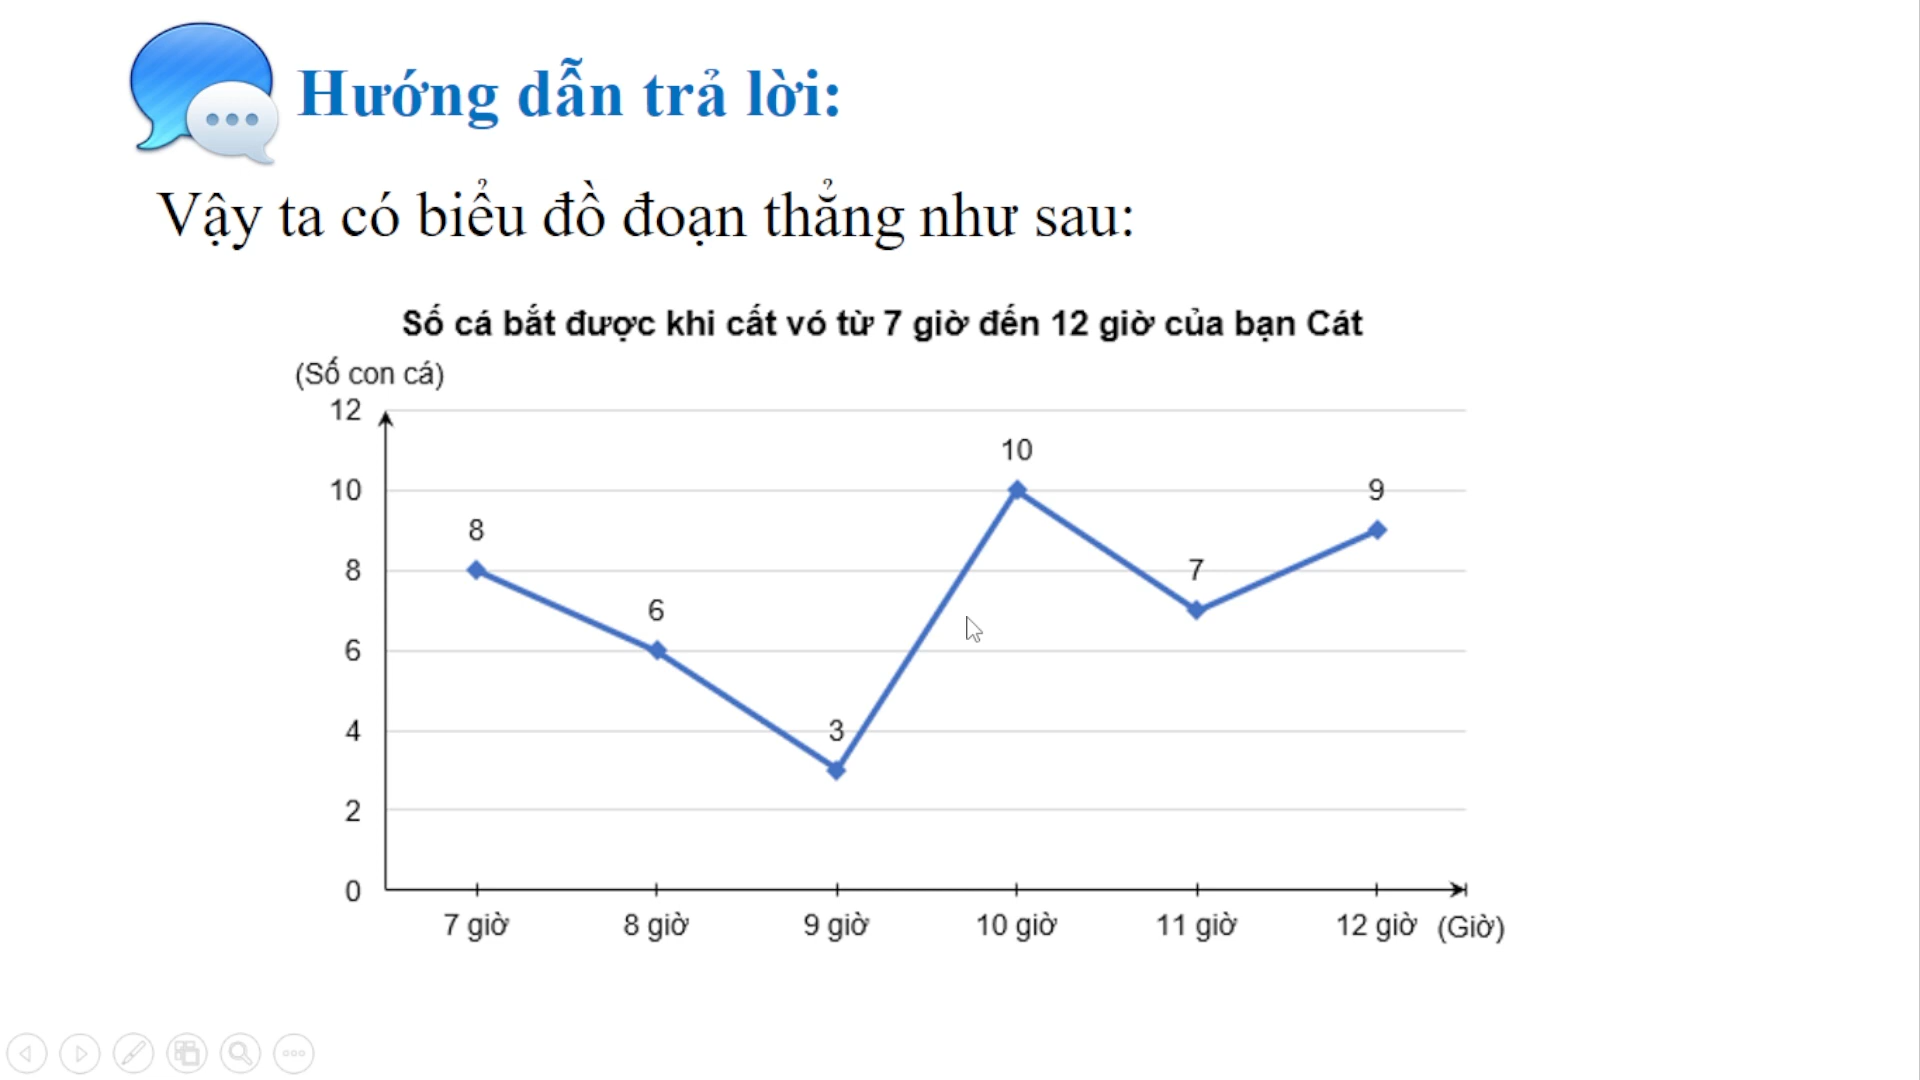 Hướng dẫn trả lời:
Vậy ta có biểu đồ đoạn thẳng như sau:
Số cá bắt được khi cất vó từ 7 giờ đến 12 giờ của bạn Cát
(Số con cá)
12
10
8
6
4
2
0
8
6
3
10
7
9
7 giờ 8 giờ 9 giờ 10 giờ 11 giờ 12 giờ (Giờ)